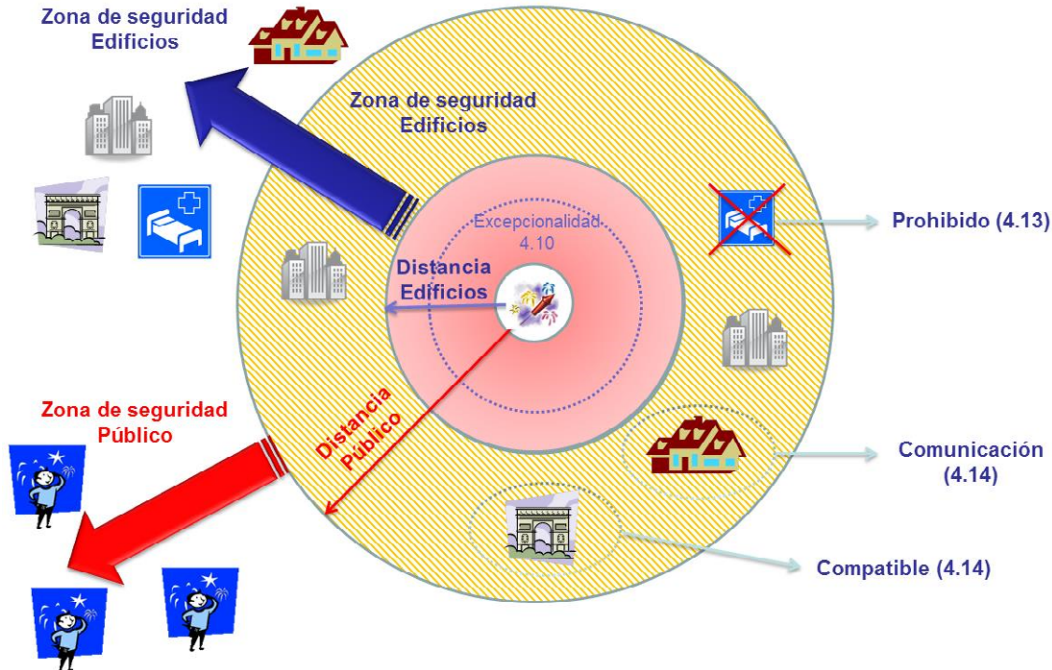 Zona de seguridad
Edificios
Zona de seguridad
Edificios
Excepcionalidad
4.10
Prohibido (4.13)
Distancia
Edificios
Distancia
Público
Zona de seguridad
Público
Comunicación
(4.14)
Compatible (4.14)